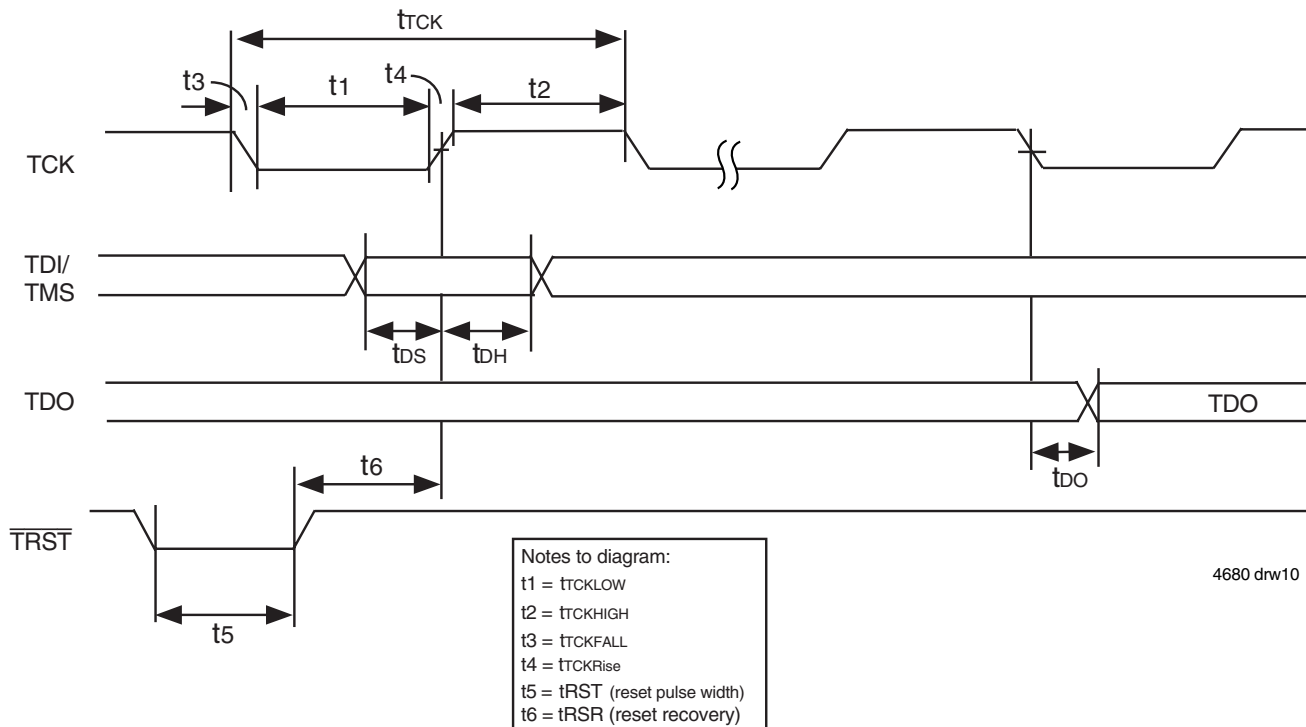 tTCK
t3
t1
t4
t2
TCK
TDI/
TMS
tDS
tDH
TDO
TDO
t6
tDO
TRST
t5
Notes to diagram:
t1 = tTCKLOW
t2 = tTCKHIGH
t3 = tTCKFALL
t4 = tTCKRise
t5 = tRST (reset pulse width)
t6 = tRSR (reset recovery)
4680 drw10